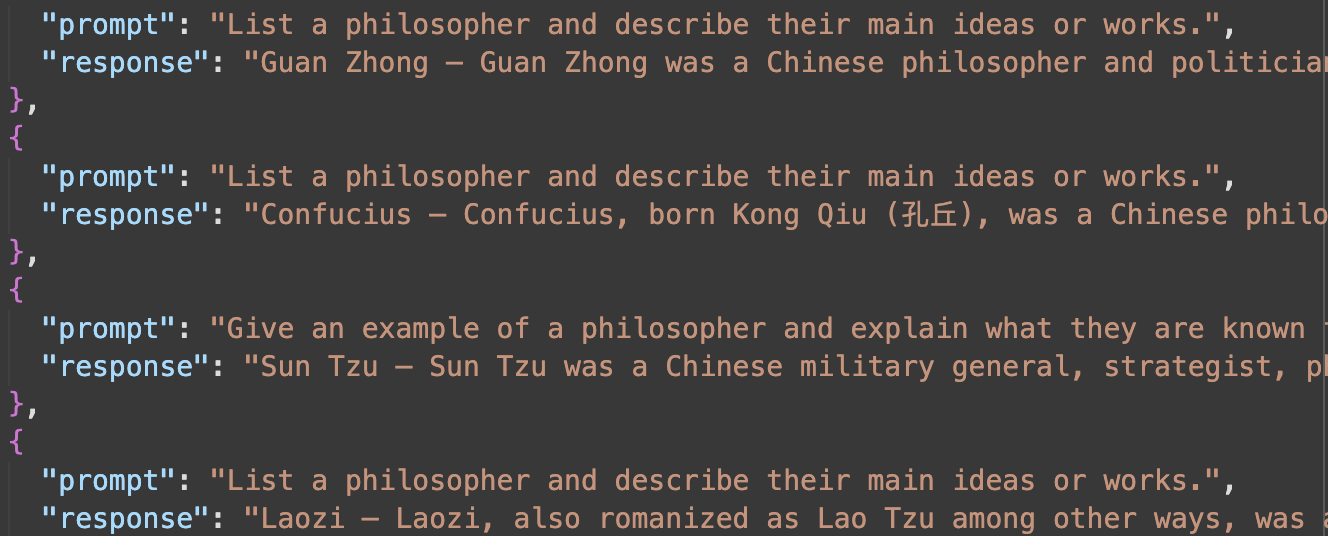 "prompt": "List a philosopher and describe their main ideas or works.",
"response": "Guan Zhong – Guan Zhong was a Chinese philosopher and politician
},
{
"prompt": "List a philosopher and describe their main ideas or works.",
"response": "Confucius – Confucius, born Kong Qiu (孔丘), was a Chinese philo
},
{
"prompt": "Give an example of a philosopher and explain what they are known
"response": "Sun Tzu – Sun Tzu was a Chinese military general, strategist,
},
{
"prompt": "List a philosopher and describe their main ideas or works.",
"response": "Laozi – Laozi, also romanized as Lao Tzu among other ways, was